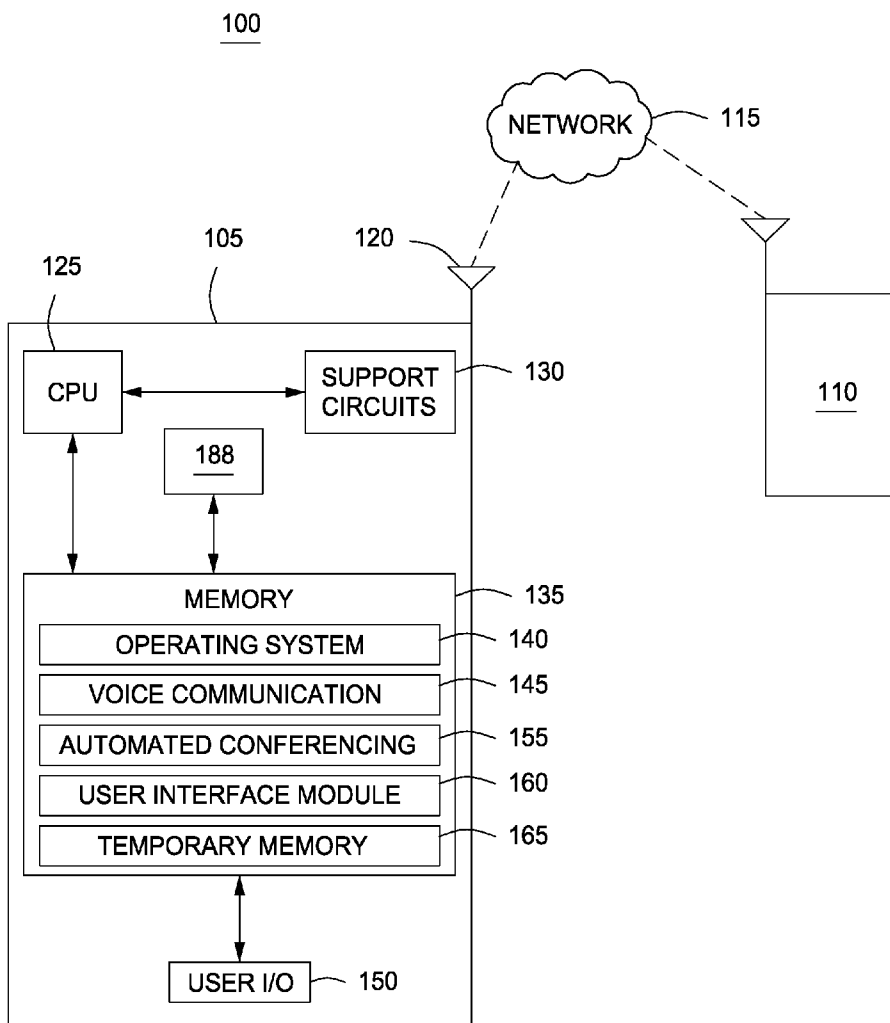 100
NETWORK
115
105
120
125
CPU
SUPPORT
CIRCUITS
130
110
188
MEMORY
135
OPERATING SYSTEM
140
VOICE COMMUNICATION
145
AUTOMATED CONFERENCING
155
USER INTERFACE MODULE
160
TEMPORARY MEMORY
165
USER I/O
150